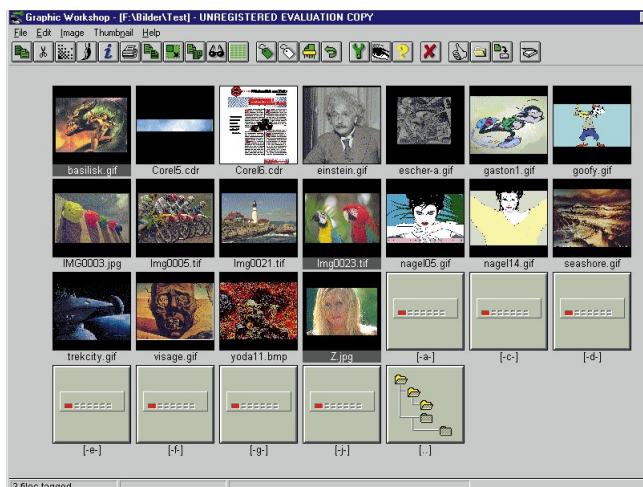 Graphic Workshop - [F:\Bilder\Test] - UNREGISTERED EVALUATION COPY
File Edit Image Thumbnail Help
basilisk.gif Corel5.cdr Corel6.cdr einstein.gif escher-a.gif gaston1.gif goofy.gif
IMG0003.jpg Img0005.tif Img0021.tif Img0023.tif nagel05.gif nagel14.gif seashore.gif
trekcity.gif visage.gif yoda11.bmp Z.jpg [-a-] [-c-] [-d-]
[-e-] [-f-] [-g-] [-j-] [..]
3 files tagged